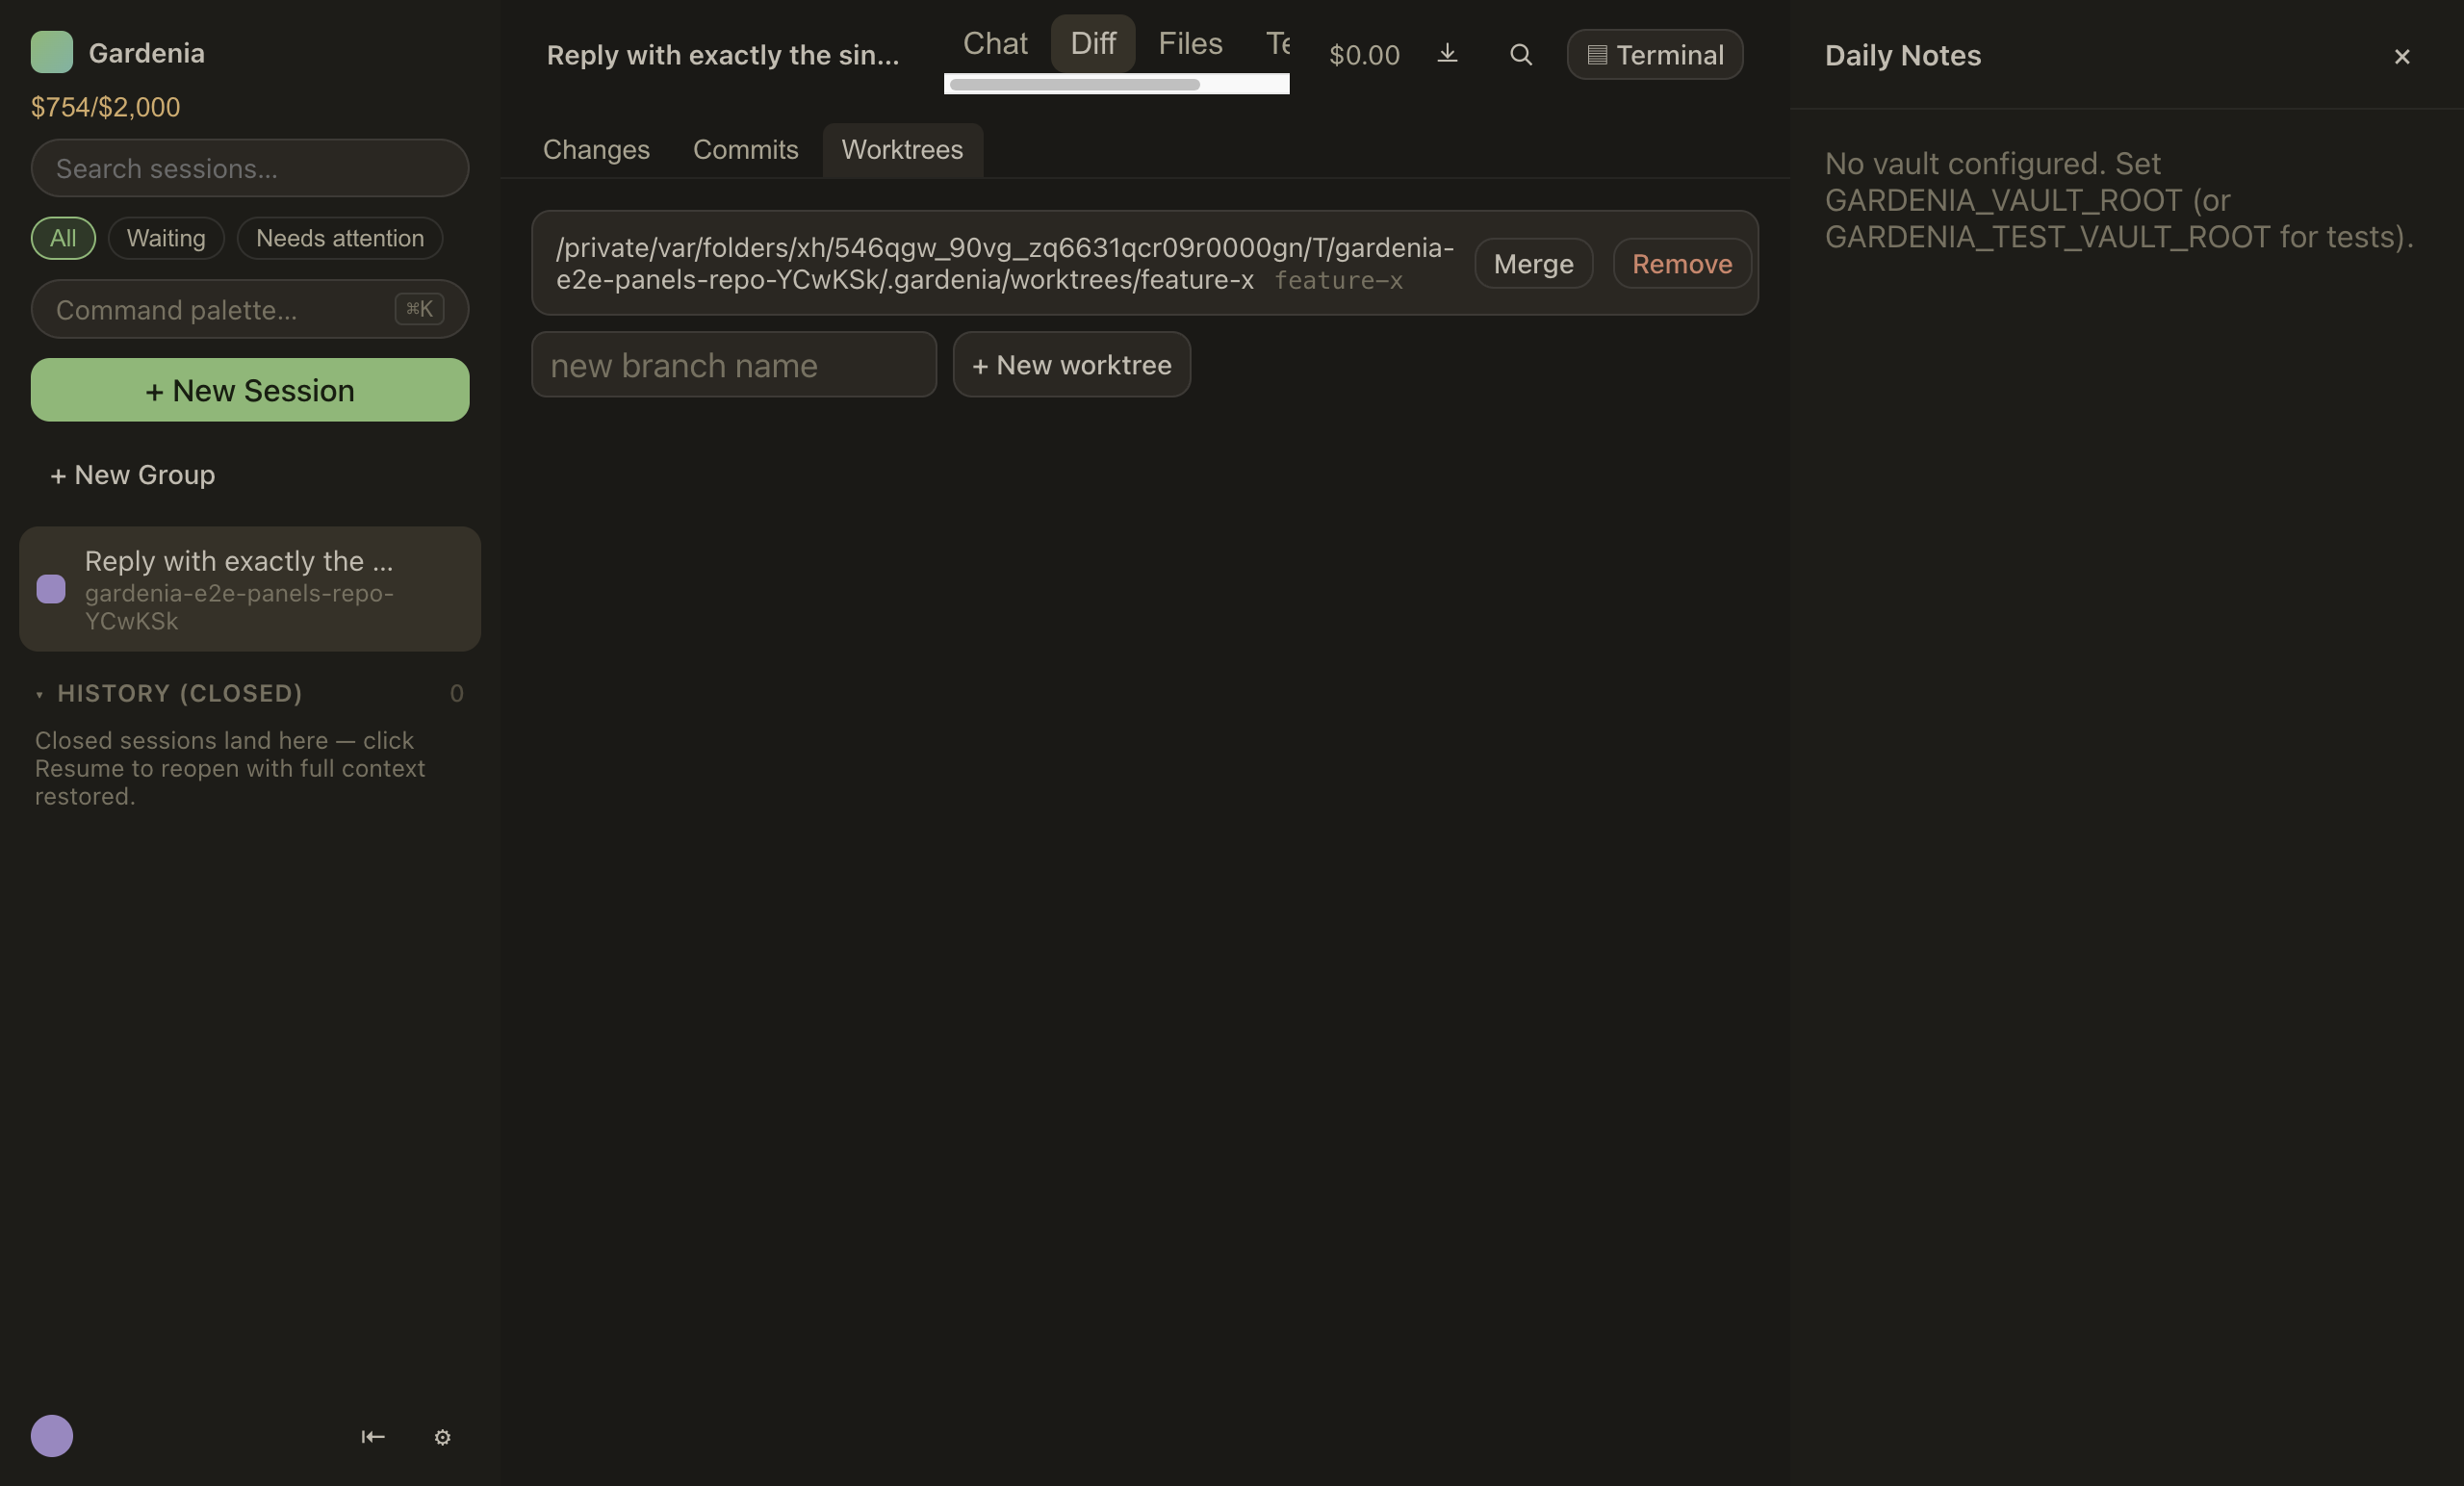 Gardenia
$754/$2,000
Search sessions...
All
Waiting
Needs attention
Command palette...
⌘K
+ New Session
+ New Group
Reply with exactly the ...
gardenia-e2e-panels-repo-
YCwKSk
▾ HISTORY (CLOSED)
0
Closed sessions land here — click
Resume to reopen with full context
restored.
Reply with exactly the sin...
Chat
Diff
Files
$0.00
Terminal
Changes
Commits
Worktrees
/private/var/folders/xh/546qgw_90vg_zq6631qcr09r0000gn/T/gardenia-
e2e-panels-repo-YCwKSk/.gardenia/worktrees/feature-x feature-x
Merge
Remove
new branch name
+ New worktree
Daily Notes
No vault configured. Set
GARDENIA_VAULT_ROOT (or
GARDENIA_TEST_VAULT_ROOT for tests).